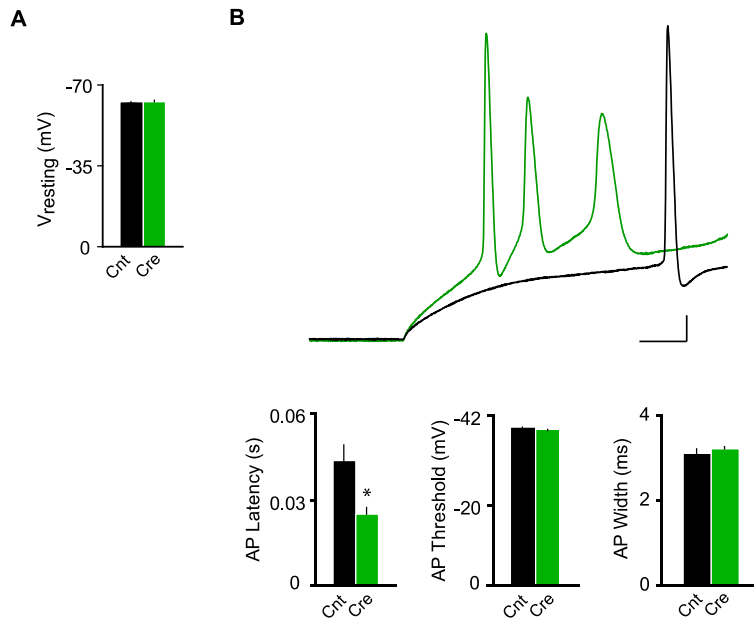 A
B
Vresting (mV)
-70
-35
0
Cnt
Cre
AP Latency (s)
0.06
0.03
0
*
Cnt
Cre
AP Threshold (mV)
-42
-20
0
Cnt
Cre
AP Width (ms)
4
2
0
Cnt
Cre